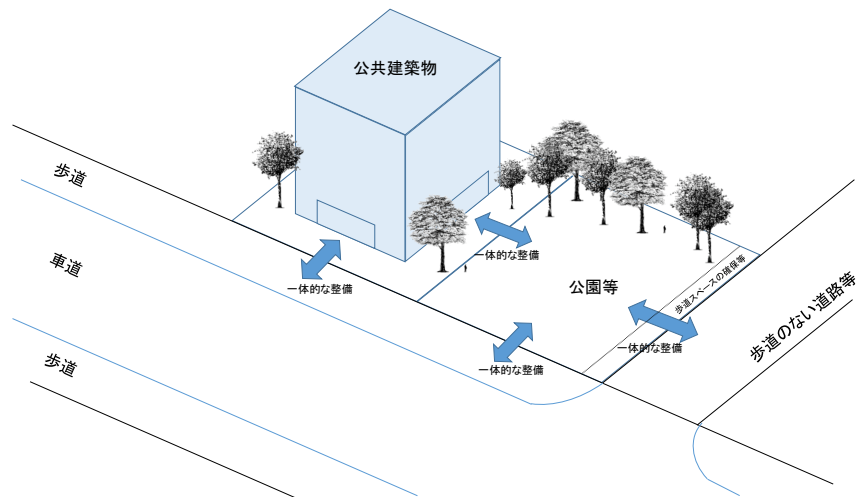 公共建築物
歩道
車道
歩道
一体的な整備
一体的な整備
公園等
歩道スペースの確保等
一体的な整備
一体的な整備
歩道のない道路等